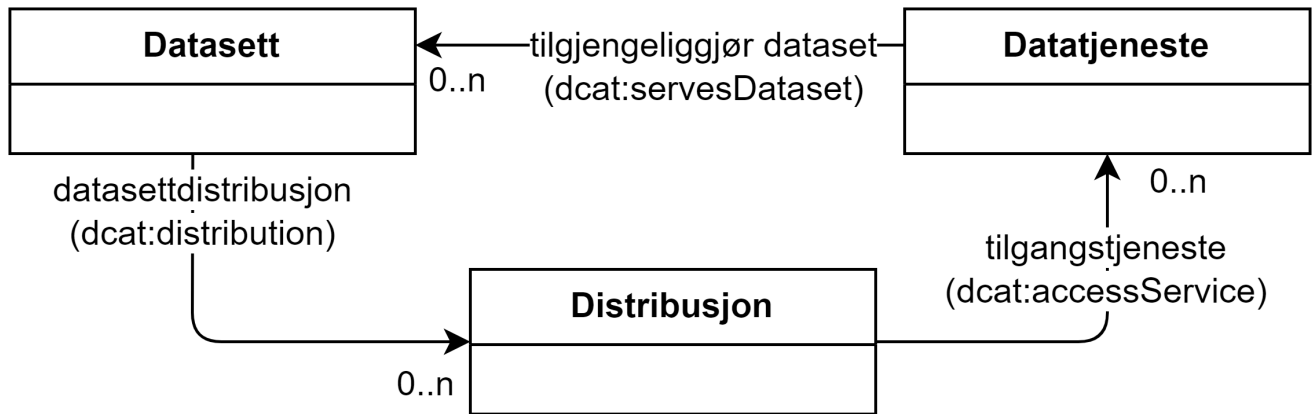 Datasett
tilgjengeliggjør dataset
(dcat:servesDataset)
0..n
Datatjeneste
datasettdistribusjon
(dcat:distribution)
0..n
tilgangstjeneste
(dcat:accessService)
Distribusjon
0..n